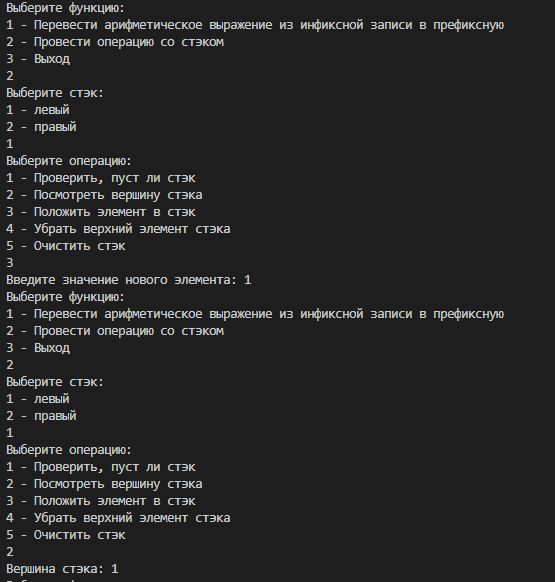 Выберите функцию:
1 - Перевести арифметическое выражение из инфиксной записи в префиксную
2 - Провести операцию со стэком
3 - Выход
2
Выберите стэк:
1 - левый
2 - правый
1
Выберите операцию:
1 - Проверить, пуст ли стэк
2 - Посмотреть вершину стэка
3 - Положить элемент в стэк
4 - Убрать верхний элемент стэка
5 - Очистить стэк
3
Введите значение нового элемента: 1
Выберите функцию:
1 - Перевести арифметическое выражение из инфиксной записи в префиксную
2 - Провести операцию со стэком
3 - Выход
2
Выберите стэк:
1 - левый
2 - правый
1
Выберите операцию:
1 - Проверить, пуст ли стэк
2 - Посмотреть вершину стэка
3 - Положить элемент в стэк
4 - Убрать верхний элемент стэка
5 - Очистить стэк
2
Вершина стэка: 1